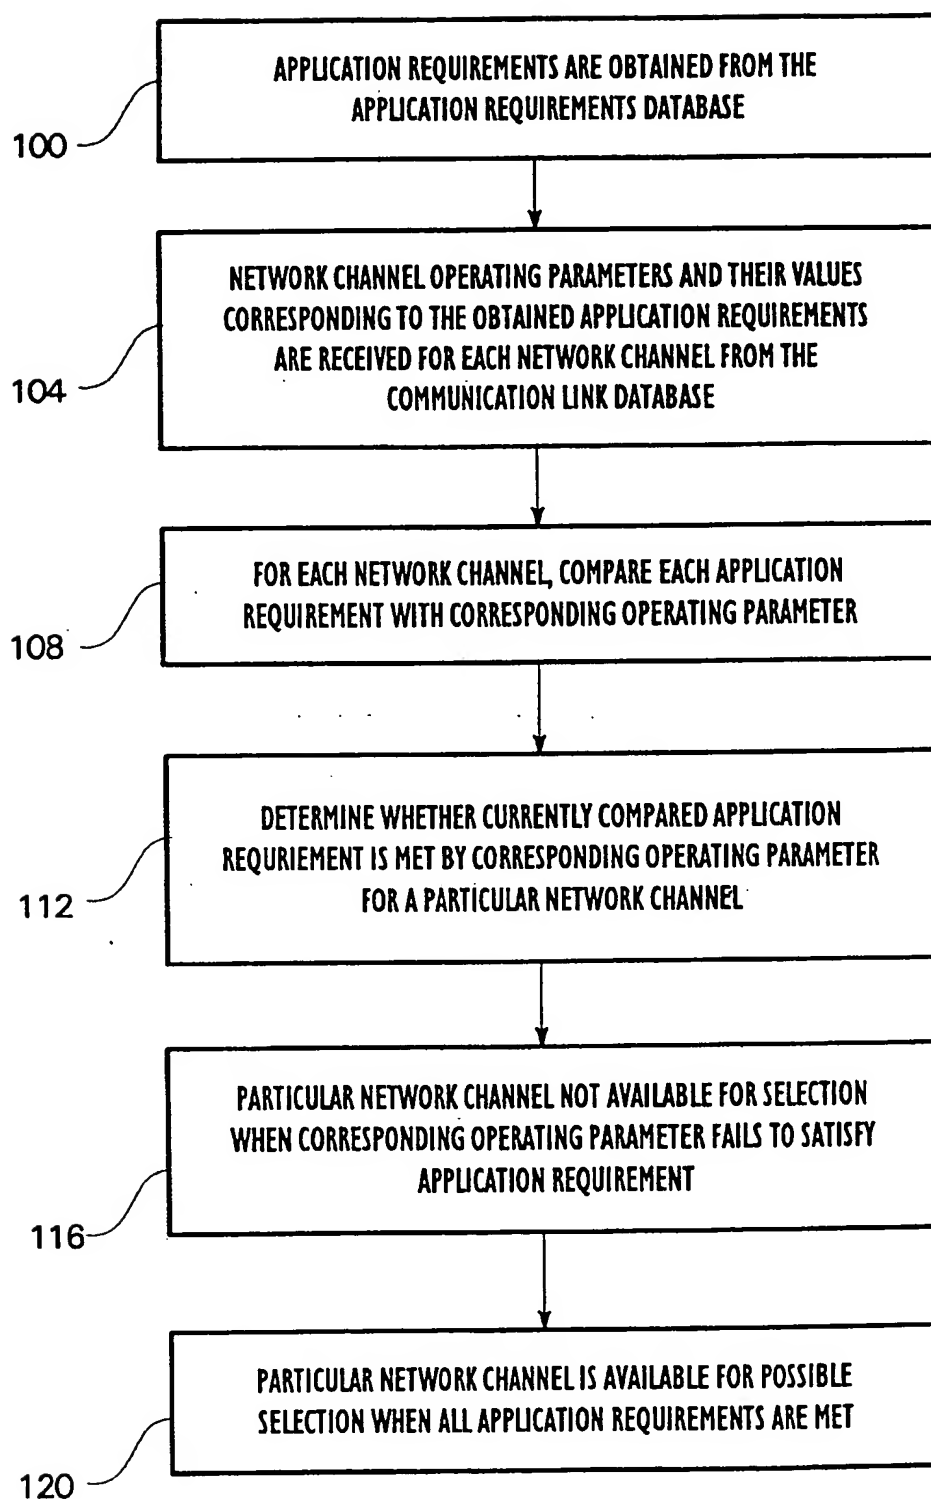 APPLICATION REQUIREMENTS ARE OBTAINED FROM THE
APPLICATION REQUIREMENTS DATABASE
100
NETWORK CHANNEL OPERATING PARAMETERS AND THEIR VALUES
CORRESPONDING TO THE OBTAINED APPLICATION REQUIREMENTS
ARE RECEIVED FOR EACH NETWORK CHANNEL FROM THE
COMMUNICATION LINK DATABASE
104
FOR EACH NETWORK CHANNEL, COMPARE EACH APPLICATION
REQUIREMENT WITH CORRESPONDING OPERATING PARAMETER
108
DETERMINE WHETHER CURRENTLY COMPARED APPLICATION
REQURIEMENT IS MET BY CORRESPONDING OPERATING PARAMETER
FOR A PARTICULAR NETWORK CHANNEL
112
PARTICULAR NETWORK CHANNEL NOT AVAILABLE FOR SELECTION
WHEN CORRESPONDING OPERATING PARAMETER FAILS TO SATISFY
APPLICATION REQUIREMENT
116
PARTICULAR NETWORK CHANNEL IS AVAILABLE FOR POSSIBLE
SELECTION WHEN ALL APPLICATION REQUIREMENTS ARE MET
120